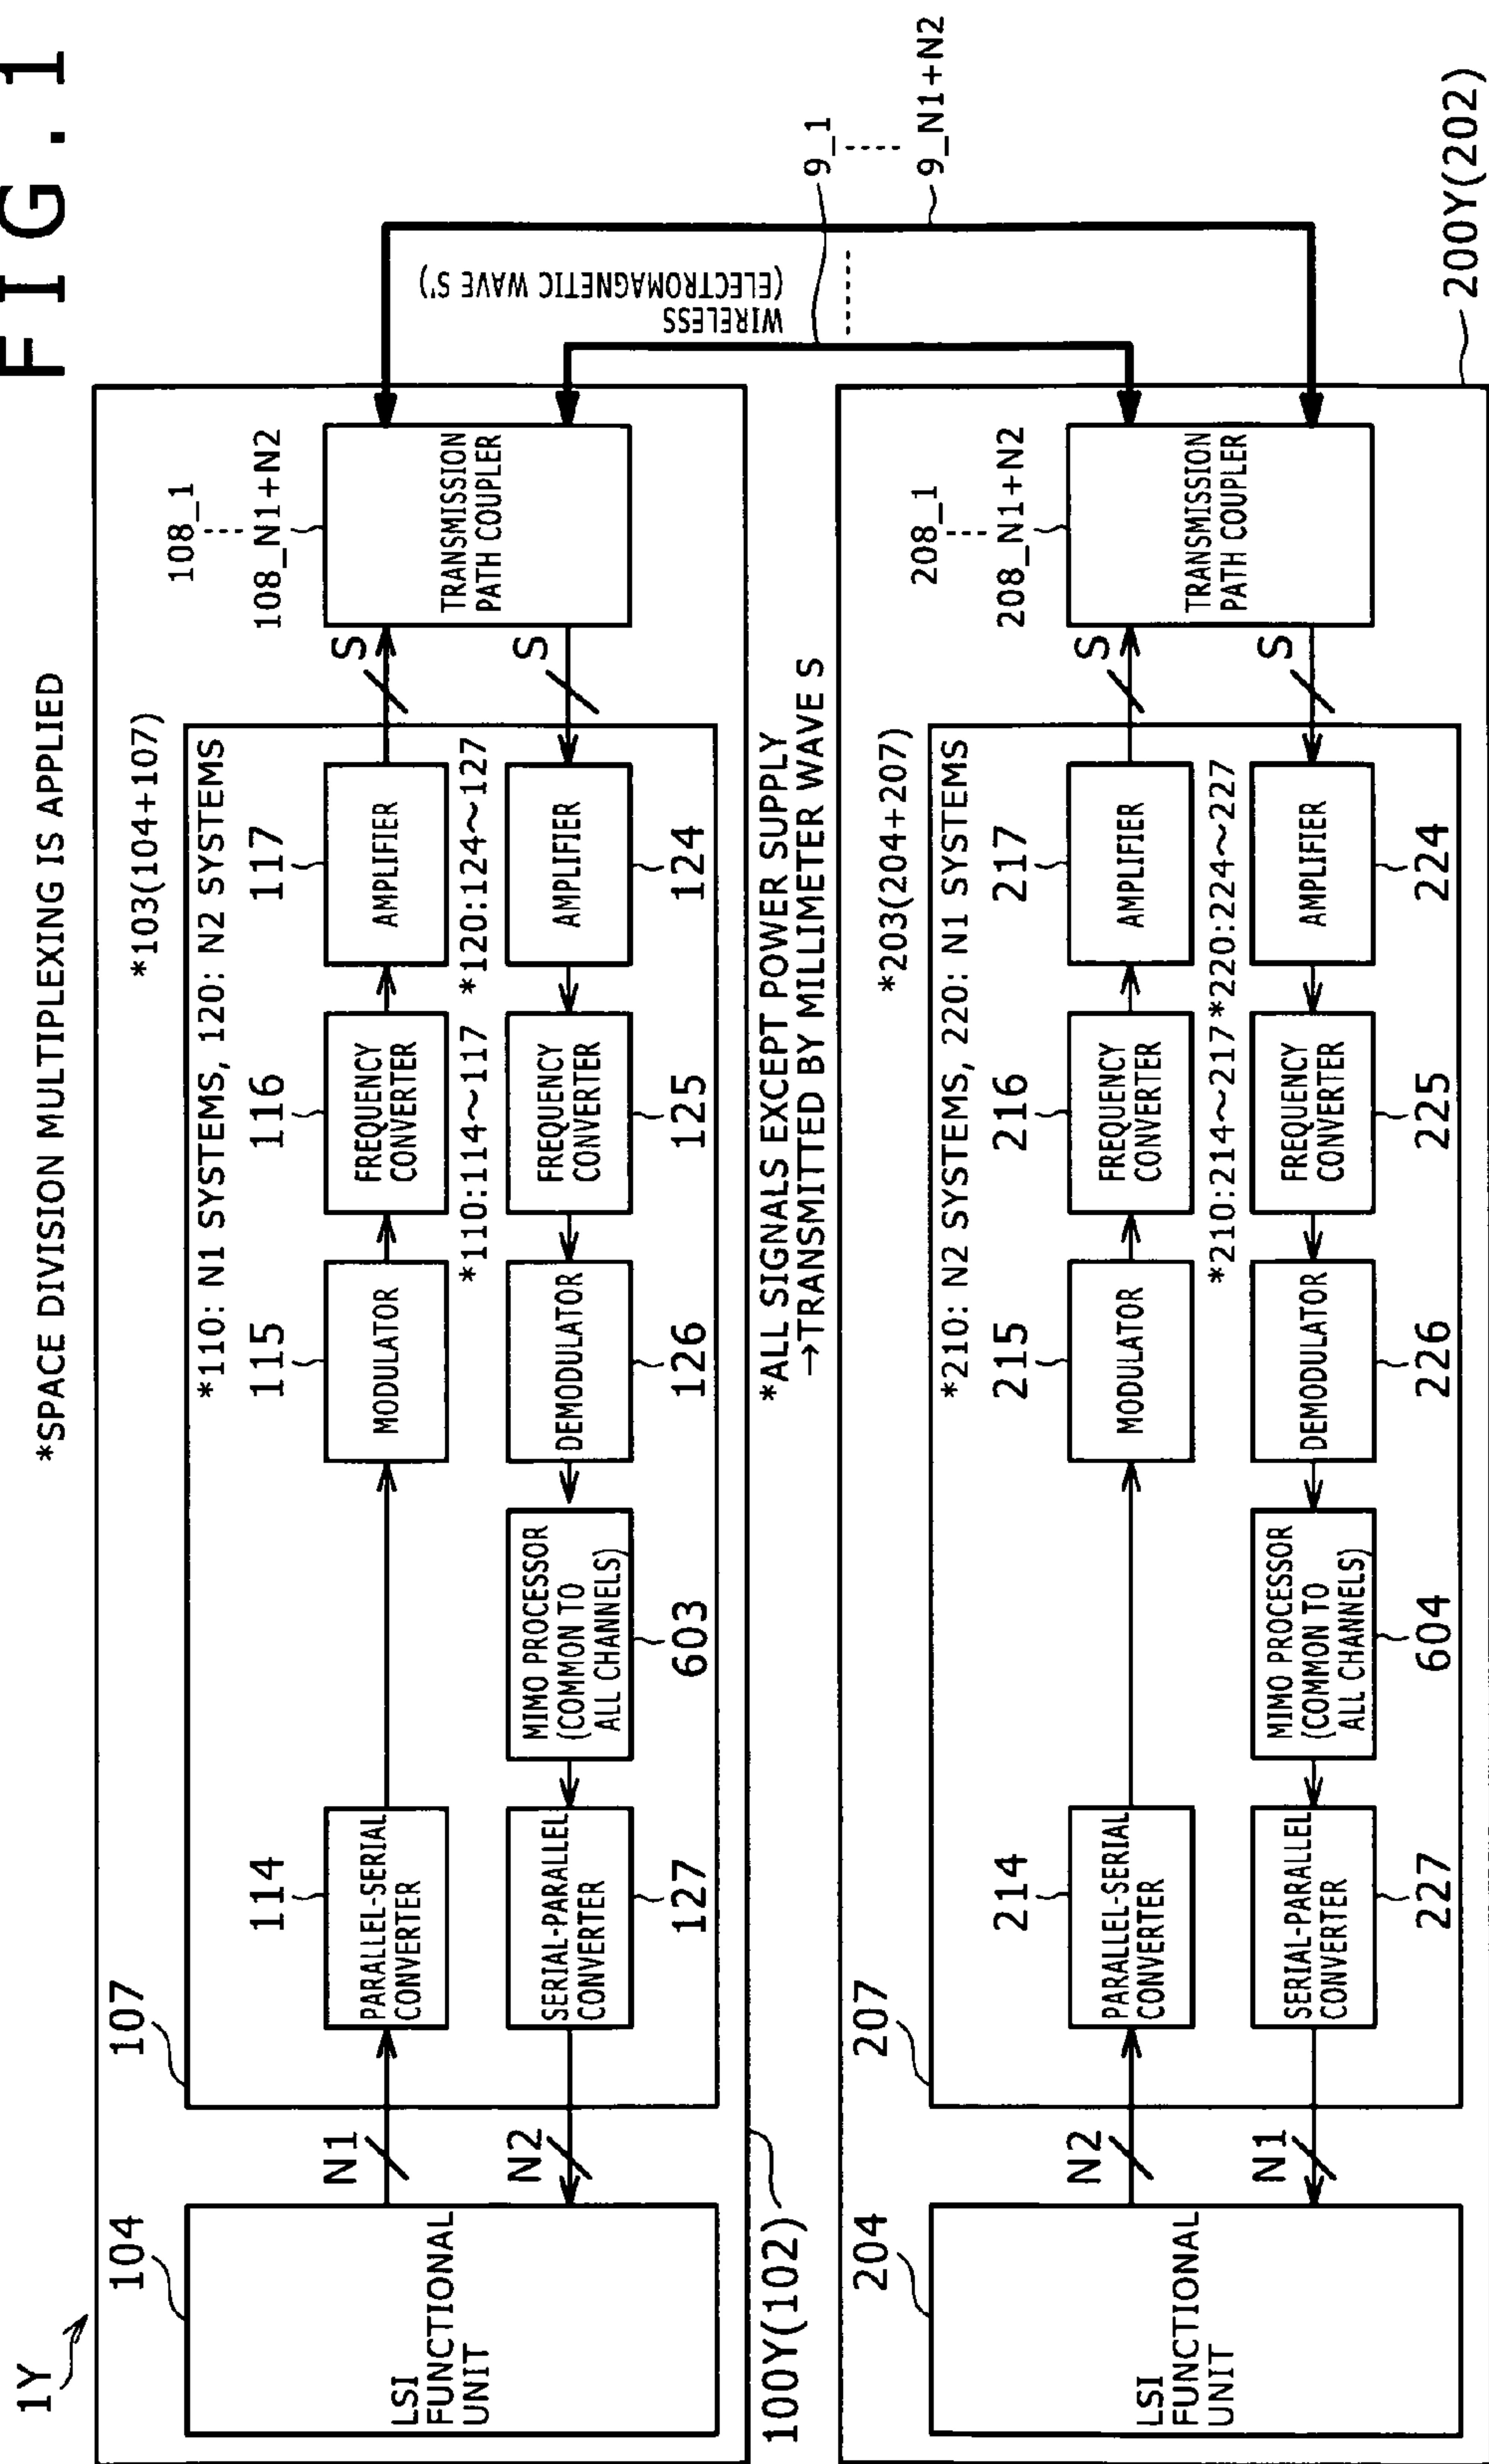 FIG. 1
1Y
*SPACE DIVISION MULTIPLEXING IS APPLIED
104
107
*103(104+107)
108_1
108_N1+N2
*110: N1 SYSTEMS, 120: N2 SYSTEMS
114
115
116
117
LSI
FUNCTIONAL
UNIT
N1
PARALLEL-SERIAL
CONVERTER
MODULATOR
FREQUENCY
CONVERTER
AMPLIFIER
S
TRANSMISSION
PATH COUPLER
*110:114~117
*120:124~127
N2
SERIAL-PARALLEL
CONVERTER
MIMO PROCESSOR
(COMMON TO
ALL CHANNELS)
DEMODULATOR
FREQUENCY
CONVERTER
AMPLIFIER
S
127
603
126
125
124
WIRELESS
(ELECTROMAGNETIC WAVE S')
9_1
9_N1+N2
100Y(102)
*ALL SIGNALS EXCEPT POWER SUPPLY
→TRANSMITTED BY MILLIMETER WAVE S
204
207
*203(204+207)
208_1
208_N1+N2
*210: N2 SYSTEMS, 220: N1 SYSTEMS
214
215
216
217
LSI
FUNCTIONAL
UNIT
N2
PARALLEL-SERIAL
CONVERTER
MODULATOR
FREQUENCY
CONVERTER
AMPLIFIER
S
TRANSMISSION
PATH COUPLER
*210:214~217
*220:224~227
N1
SERIAL-PARALLEL
CONVERTER
MIMO PROCESSOR
(COMMON TO
ALL CHANNELS)
DEMODULATOR
FREQUENCY
CONVERTER
AMPLIFIER
S
227
604
226
225
224
200Y(202)